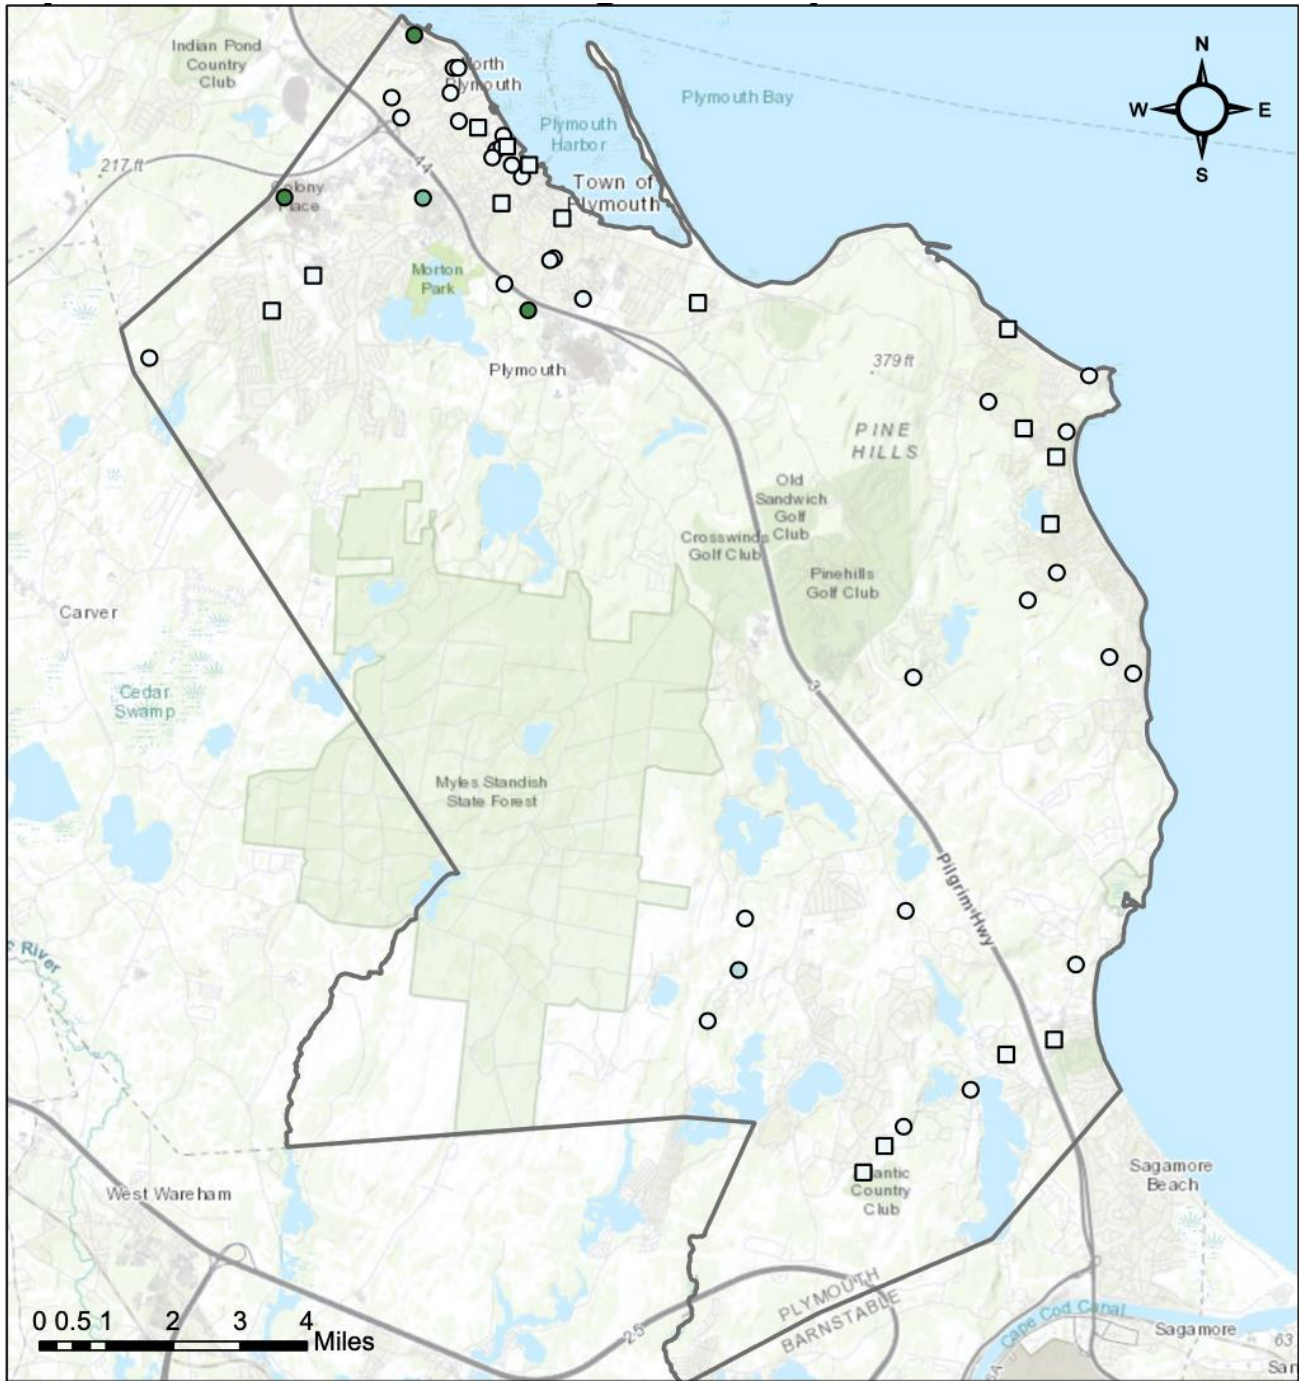 Indian Pond
Country
Club
North
Plymouth
Plymouth Bay
N
W
E
S
Plymouth
Harbor
217 ft
44
Colony
Place
Town of
Plymouth
Morton
Park
Plymouth
379 ft
PINE
HILLS
Old
Sandwich
Golf
Club
Crosswinds
Golf Club
Pinehills
Golf Club
Carver
Cedar
Swamp
3
Myles Standish
State Forest
Pilgrim Hwy
River
West Wareham
Country
Club
Sagamore
Beach
PLYMOUTH
BARNSTABLE
25
Cape Cod Canal
Sagamore
63
6A
0 0.5 1 2 3 4
Miles